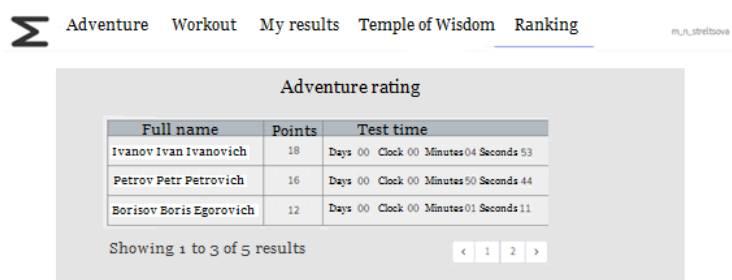 Σ Adventure Workout My results Temple of Wisdom Ranking m_n_streltsova
Adventure rating
Full name Points Test time
Ivanov Ivan Ivanovich 18 Days 00 Clock 00 Minutes 04 Seconds 53
Petrov Petr Petrovich 16 Days 00 Clock 00 Minutes 50 Seconds 44
Borisov Boris Egorovich 12 Days 00 Clock 00 Minutes 01 Seconds 11
Showing 1 to 3 of 5 results ‹ 1 2 ›